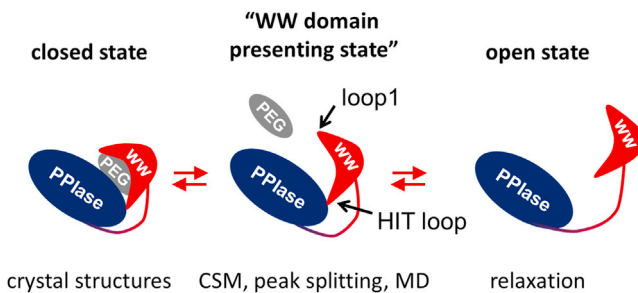 "WW domain
presenting state"
closed state
open state
PEG
loop1
PPIase
PEG
WW
PPIase
WW
PPIase
WW
HIT loop
crystal structures
CSM, peak splitting, MD
relaxation